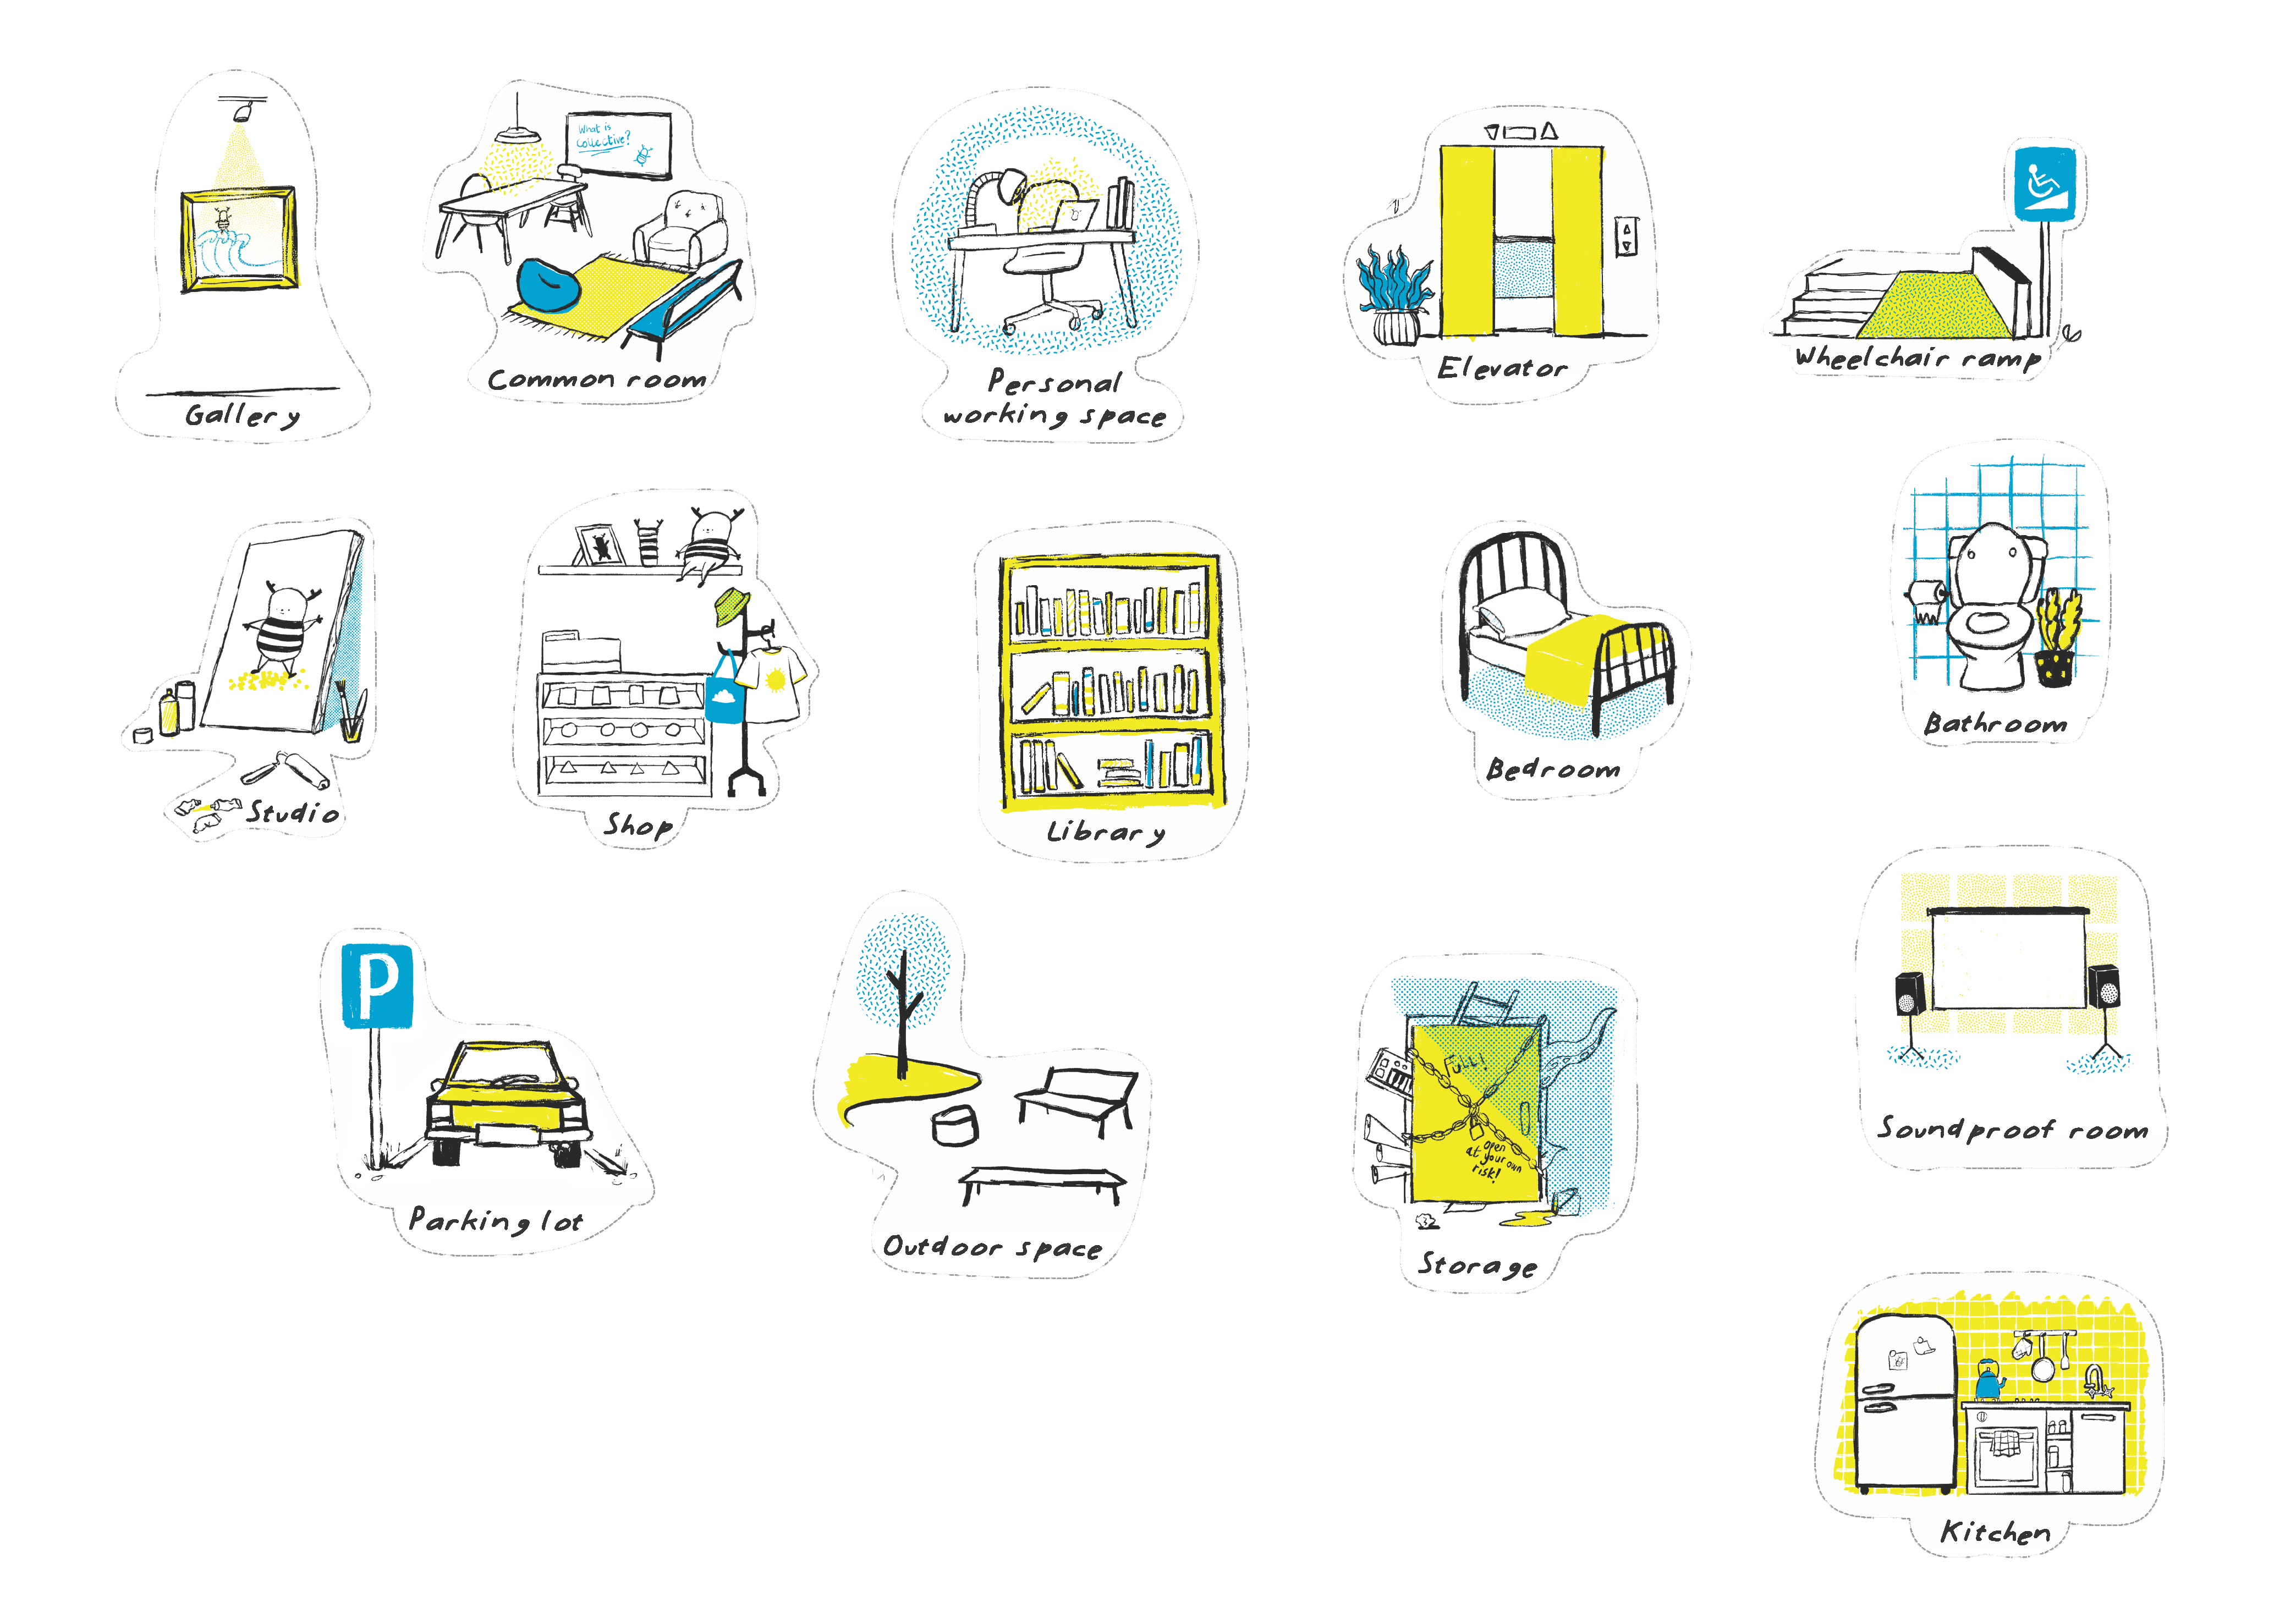 What is
collective?
Gallery
Common room
Personal
working space
Elevator
Wheelchair ramp
Studio
Shop
Library
Bedroom
Bathroom
P
Parking lot
Outdoor space
FULL!
open
at your own
risk!
Storage
Soundproof room
Kitchen